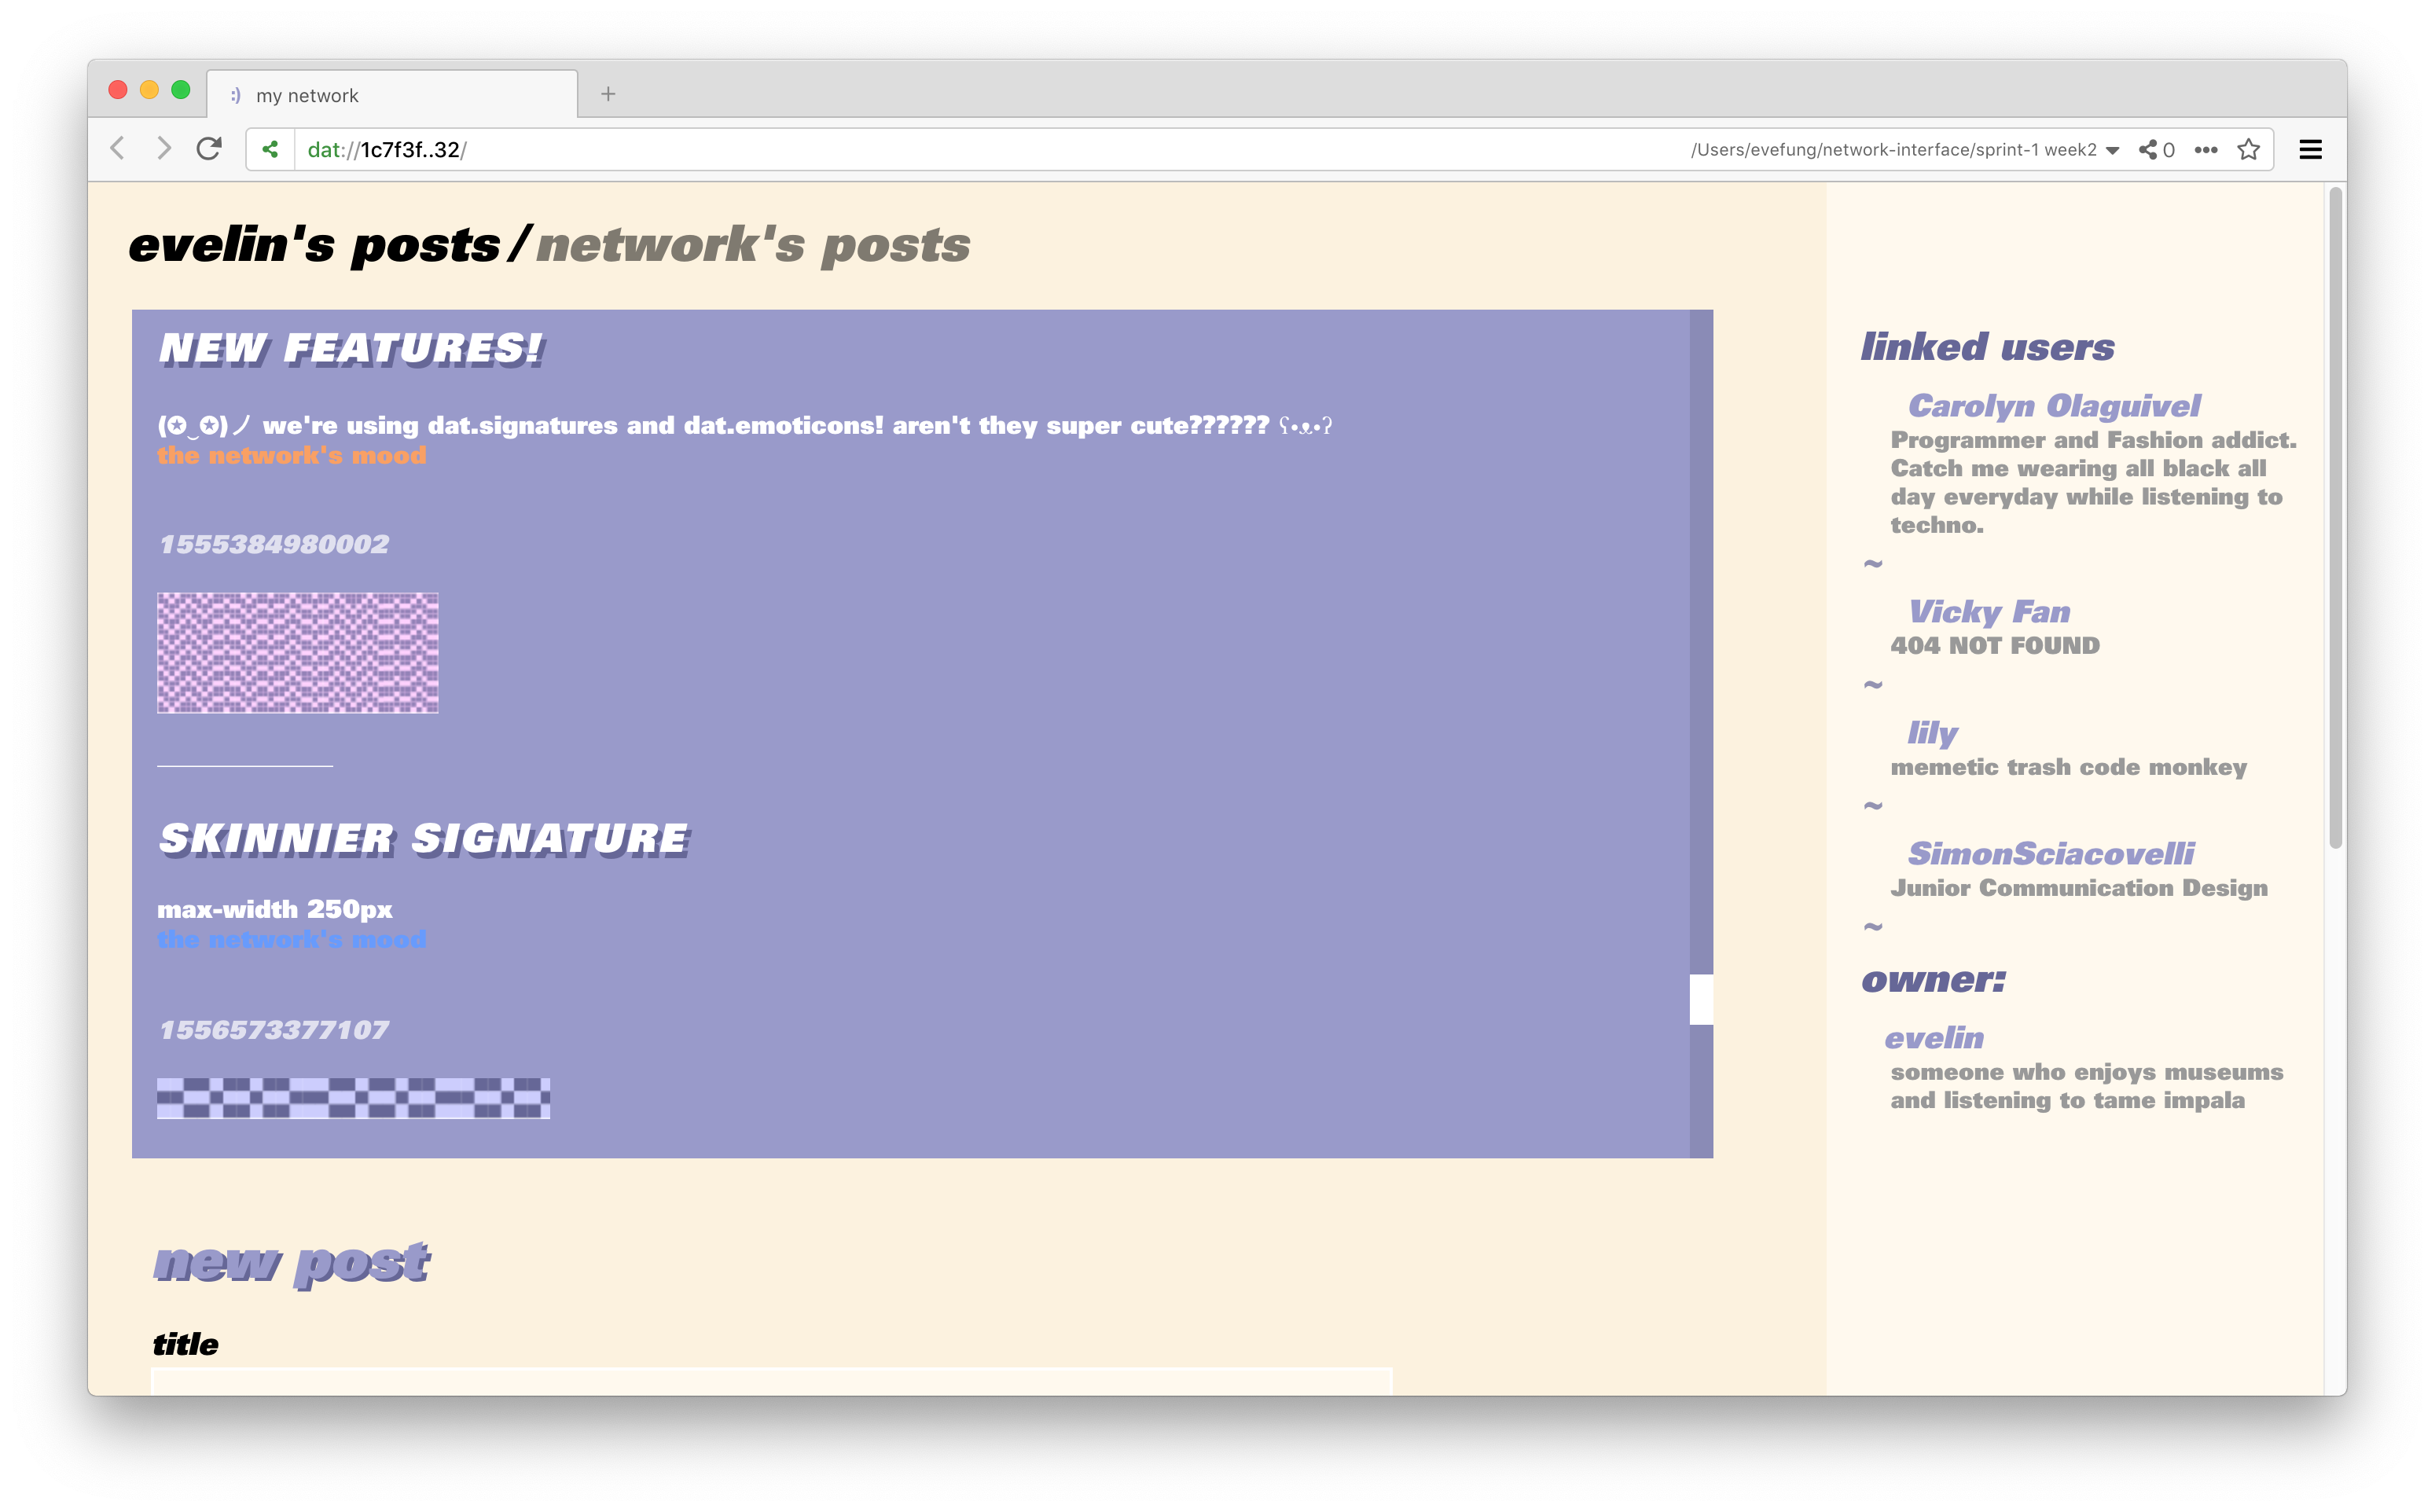 :) my network
dat://1c7f3f..32/
/Users/evefung/network-interface/sprint-1 week2
0
evelin's posts/network's posts
NEW FEATURES!
(✪‿✪)ノ we're using dat.signatures and dat.emoticons! aren't they super cute?????? ʕ•ᴥ•ʔ
the network's mood
1555384980002
SKINNIER SIGNATURE
max-width 250px
the network's mood
1556573377107
new post
title
linked users
Carolyn Olaguivel
Programmer and Fashion addict.
Catch me wearing all black all
day everyday while listening to
techno.
~
Vicky Fan
404 NOT FOUND
~
lily
memetic trash code monkey
~
SimonSciacovelli
Junior Communication Design
~
owner:
evelin
someone who enjoys museums
and listening to tame impala